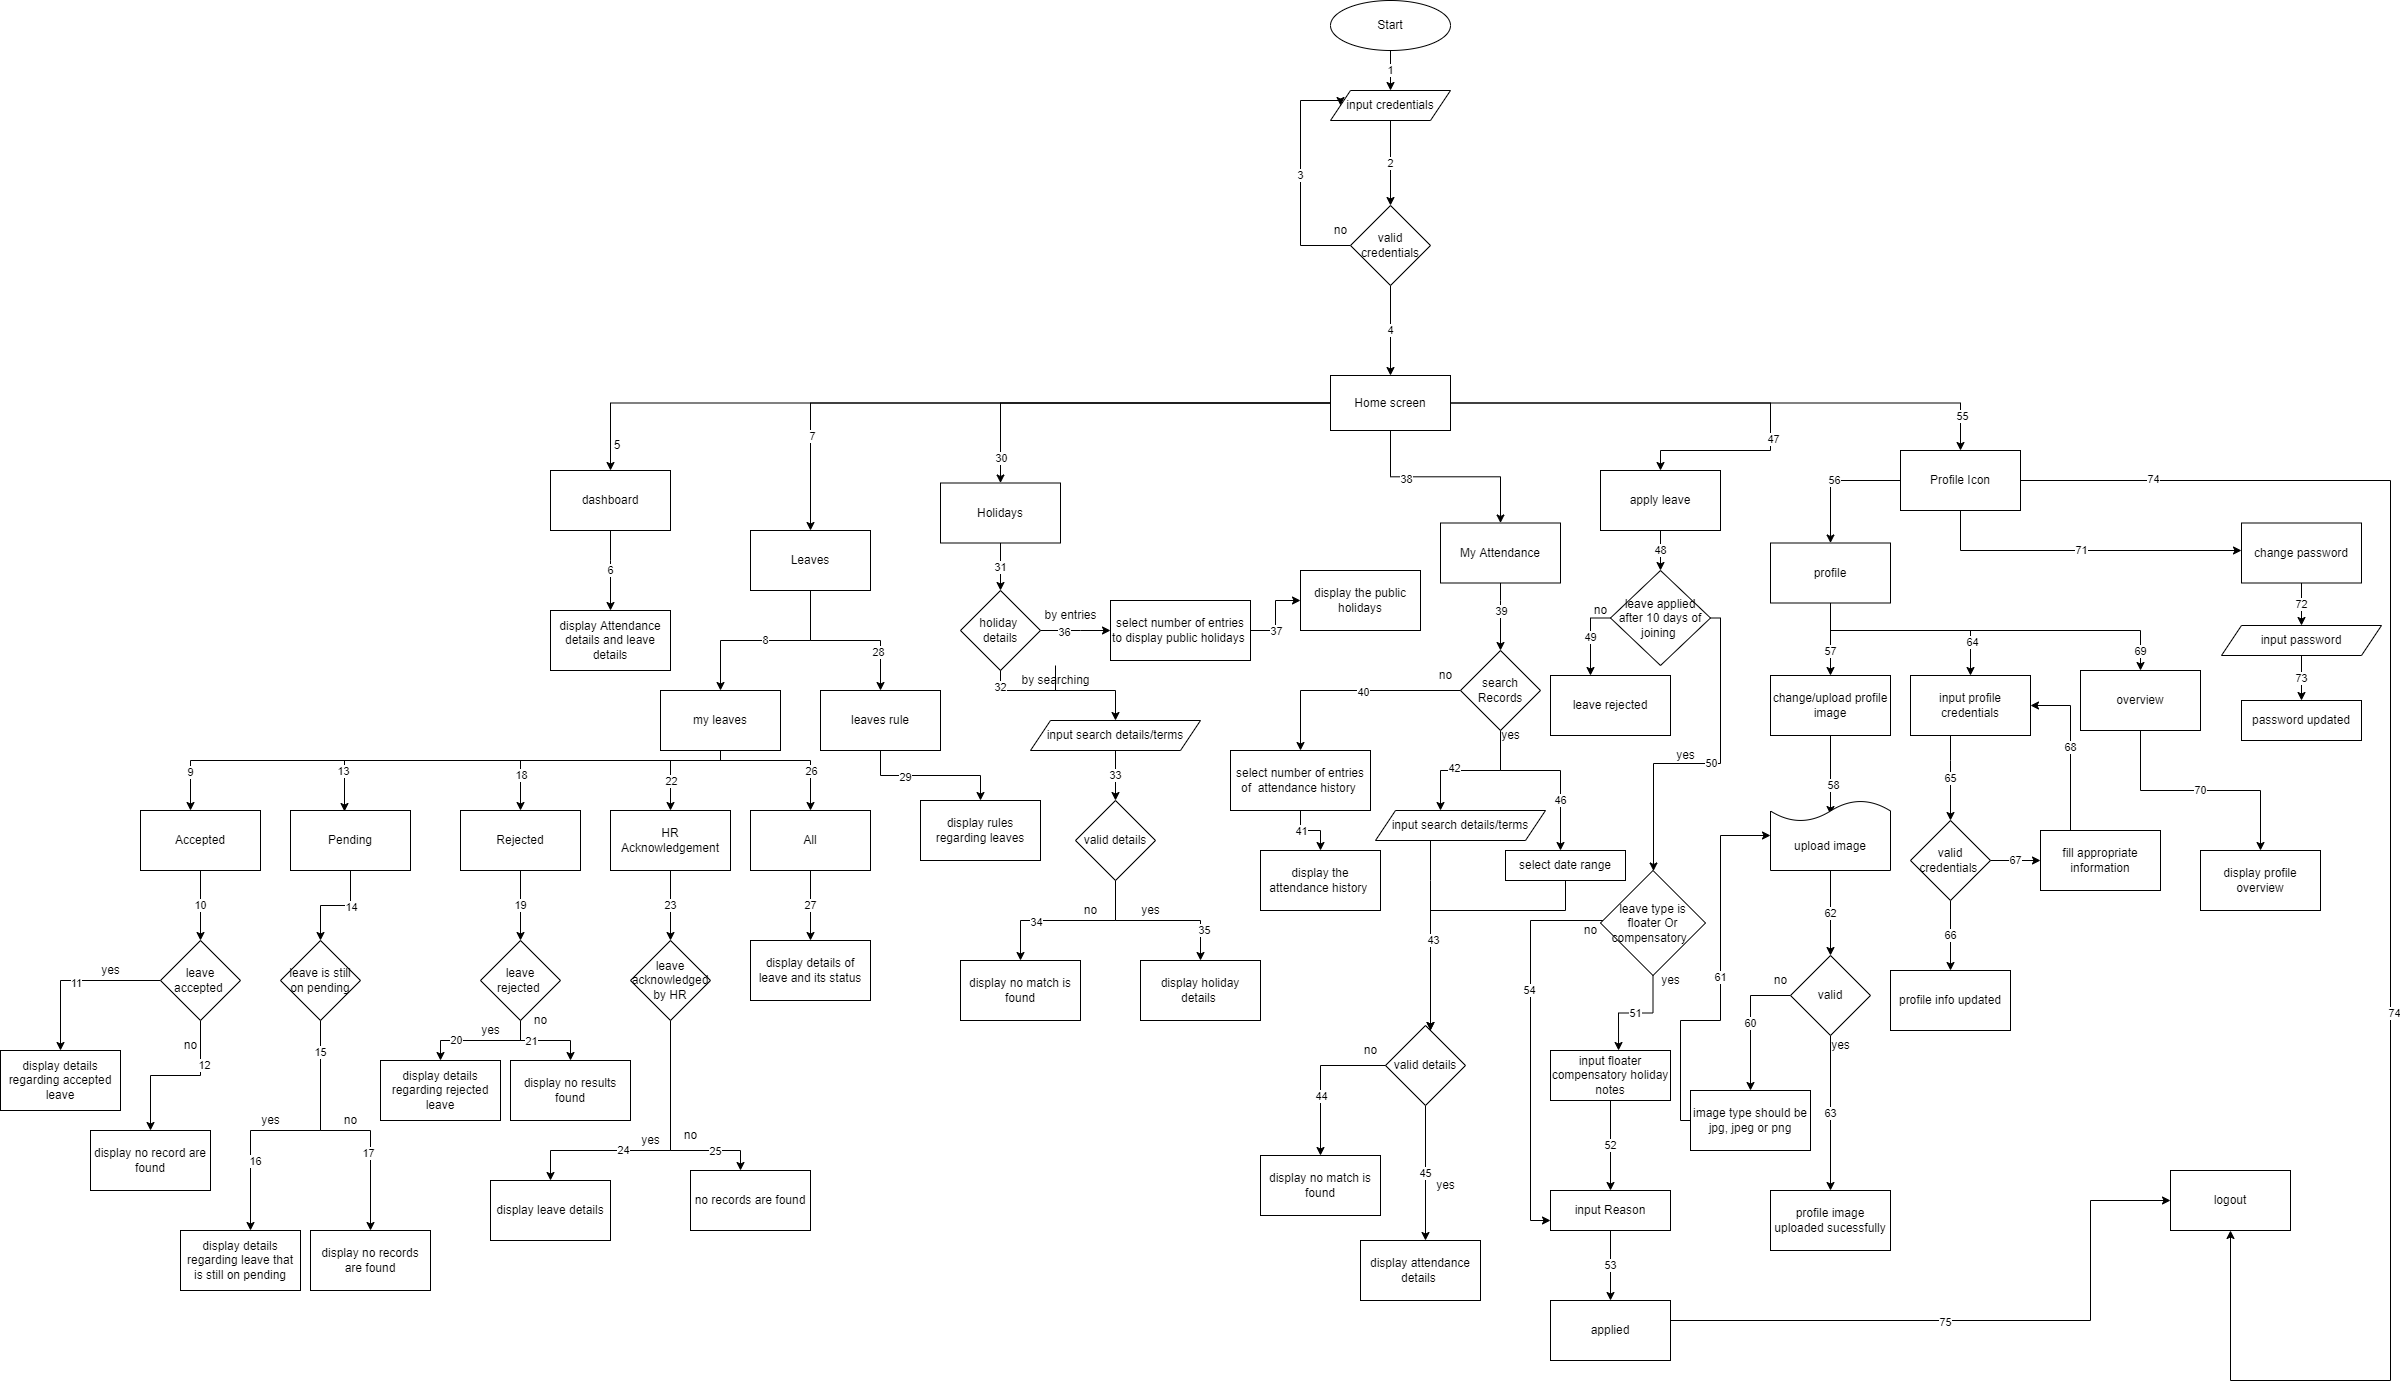 Start
1
input credentials
2
3
no
valid
credentials
4
Home screen
5
7
30
38
47
55
dashboard
6
display Attendance
details and leave
details
Leaves
8
28
my leaves
leaves rule
29
display rules
regarding leaves
9
13
18
22
26
Accepted
Pending
Rejected
HR
Acknowledgement
All
10
14
19
23
27
leave
accepted
yes
11
no
12
display details
regarding accepted
leave
display no record are
found
leave is still
on pending
15
yes
no
16
17
display details
regarding leave that
is still on pending
display no records
are found
leave
rejected
yes
no
20
21
display details
regarding rejected
leave
display no results
found
leave
acknowledged
by HR
yes
no
24
25
display leave details
no records are found
display details of
leave and its status
Holidays
31
holiday
details
by entries
36
select number of entries
to display public holidays
37
display the public
holidays
32
by searching
input search details/terms
33
valid details
no
yes
34
35
display no match is
found
display holiday
details
My Attendance
39
search
Records
no
40
yes
select number of entries
of  attendance history
41
display the
attendance history
42
46
input search details/terms
select date range
43
valid details
no
44
45
yes
display no match is
found
display attendance
details
apply leave
48
leave applied
after 10 days of
joining
no
49
leave rejected
yes
50
leave type is
floater Or
compensatory
no
54
yes
51
input floater
compensatory holiday
notes
52
input Reason
53
applied
75
Profile Icon
56
74
71
profile
57
64
69
change/upload profile
image
58
upload image
61
62
valid
no
60
yes
63
image type should be
jpg, jpeg or png
profile image
uploaded sucessfully
input profile
credentials
65
68
valid
credentials
67
fill appropriate
information
66
profile info updated
overview
70
display profile
overview
change password
72
input password
73
password updated
74
logout